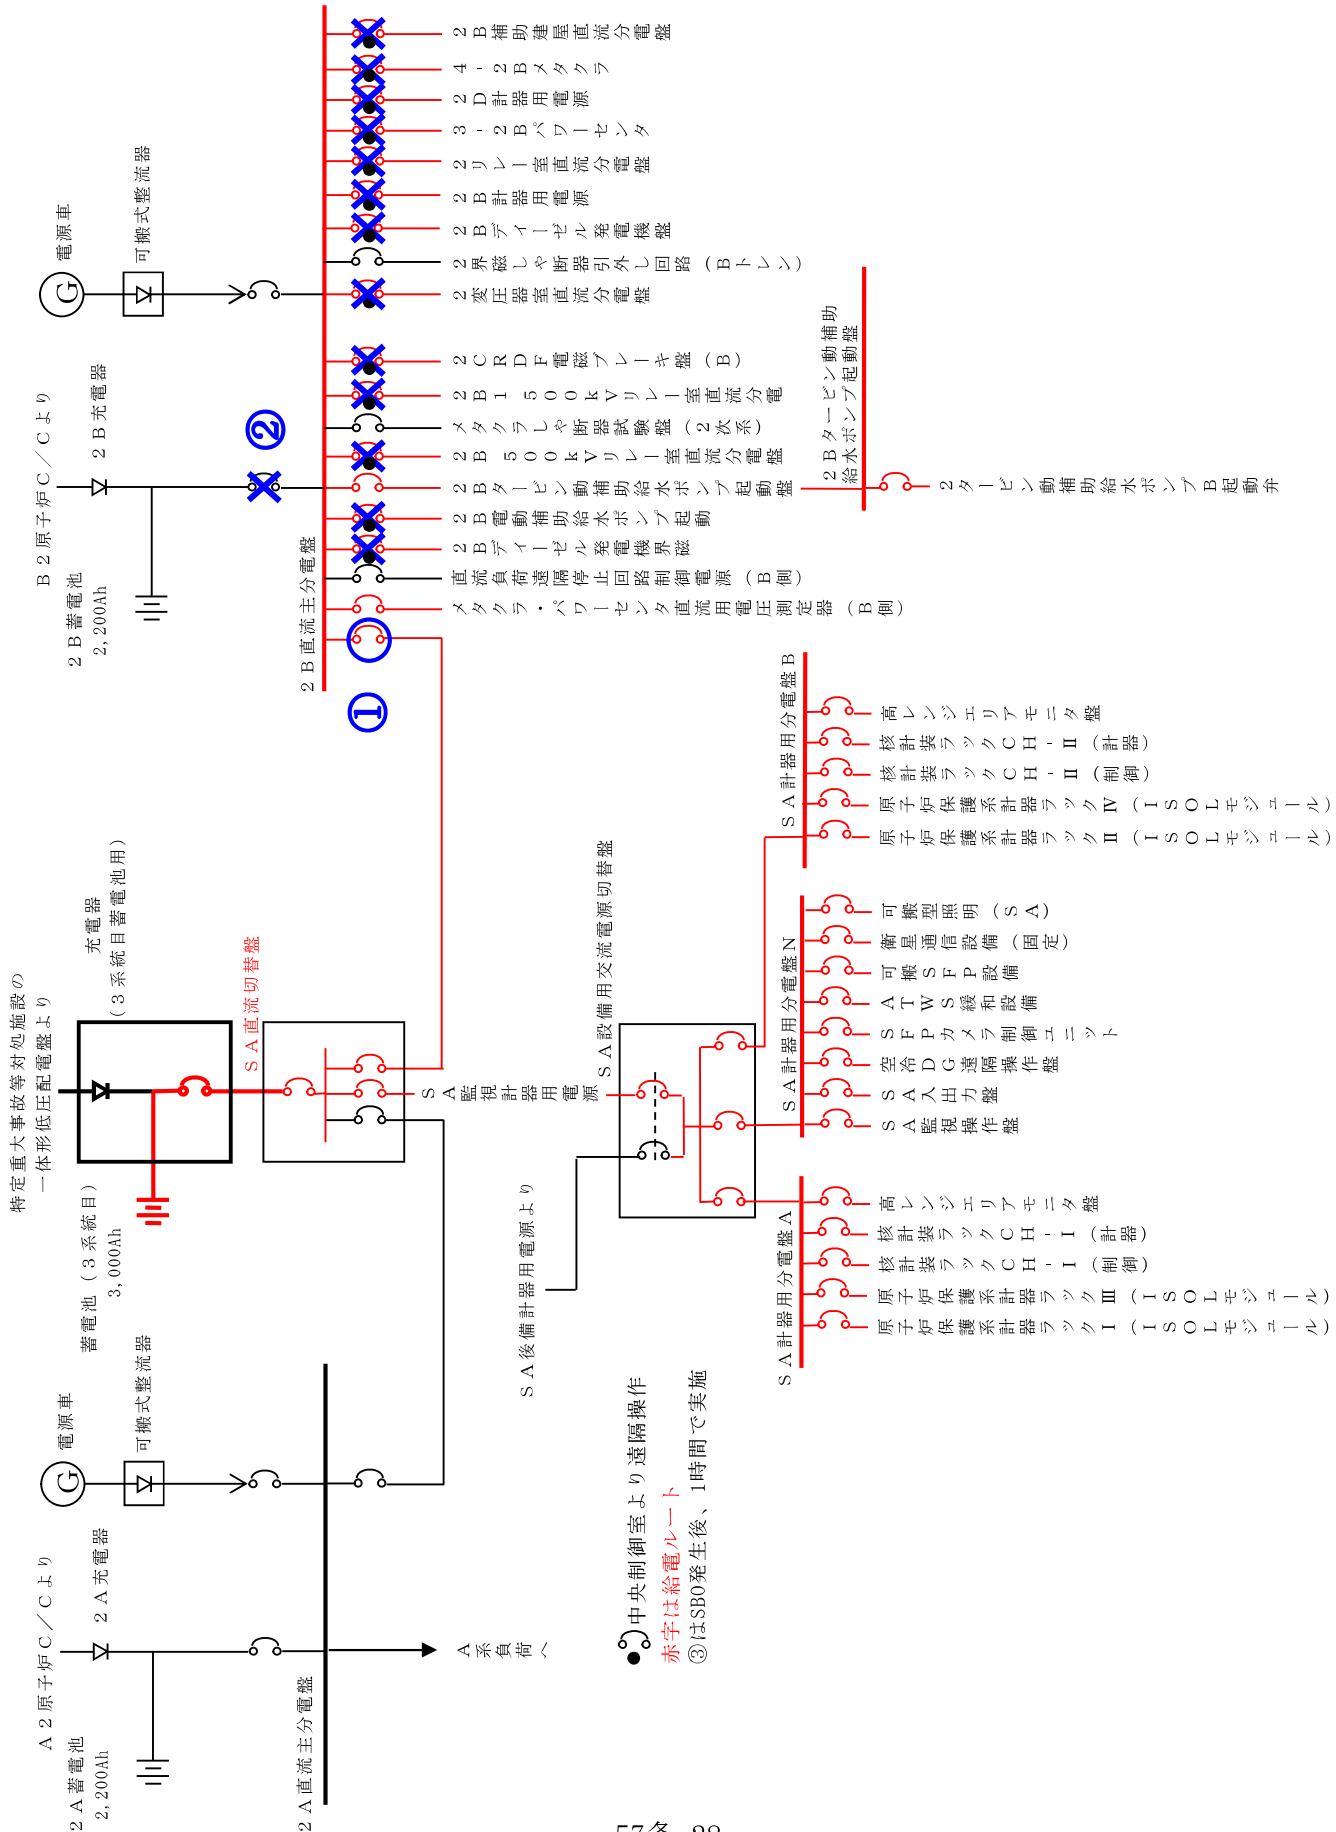 電源車
可搬式整流器
B2原子炉C/Cより
2B充電器
2B蓄電池
2,200Ah
②
2B直流主分電盤
①
2B補助建屋直流分電盤
4-2Bメタクラ
2D計器用電源
3-2Bパワーセンタ
2リレー室直流分電盤
2B計器用電源
2Bディーゼル発電機盤
2界磁しゃ断器引外し回路(Bトレン)
2変圧器室直流分電盤
2CRDF電磁ブレーキ盤(B)
2B1 500kVリレー室直流分電
メタクラしゃ断器試験盤(2次系)
2B 500kVリレー室直流分電盤
2Bタービン動補助給水ポンプ起動盤
2B電動補助給水ポンプ起動
2Bディーゼル発電機界磁
直流負荷遠隔停止回路制御電源(B側)
メタクラ・パワーセンタ直流用電圧測定器(B側)
2Bタービン動補助
給水ポンプ起動盤
2タービン動補助給水ポンプB起動弁
特定重大事故等対処施設の
一体形低圧配電盤より
充電器
(3系統目蓄電池用)
蓄電池(3系統目)
3,000Ah
SA直流切替盤
SA監視計器用電源
SA設備用交流電源切替盤
SA後備計器用電源より
SA計器用分電盤B
高レンジエリアモニタ盤
核計装ラックCH-Ⅱ(計器)
核計装ラックCH-Ⅱ(制御)
原子炉保護系計器ラックⅣ(ISOLモジュール)
原子炉保護系計器ラックⅡ(ISOLモジュール)
SA計器用分電盤N
可搬型照明(SA)
衛星通信設備(固定)
可搬SFP設備
ATWS緩和設備
SFPカメラ制御ユニット
空冷DG遠隔操作盤
SA入出力盤
SA監視操作盤
SA計器用分電盤A
高レンジエリアモニタ盤
核計装ラックCH-Ⅰ(計器)
核計装ラックCH-Ⅰ(制御)
原子炉保護系計器ラックⅢ(ISOLモジュール)
原子炉保護系計器ラックⅠ(ISOLモジュール)
電源車
可搬式整流器
A2原子炉C/Cより
2A充電器
2A蓄電池
2,200Ah
2A直流主分電盤
A系負荷へ
中央制御室より遠隔操作
赤字は給電ルート
③はSBO発生後、1時間で実施